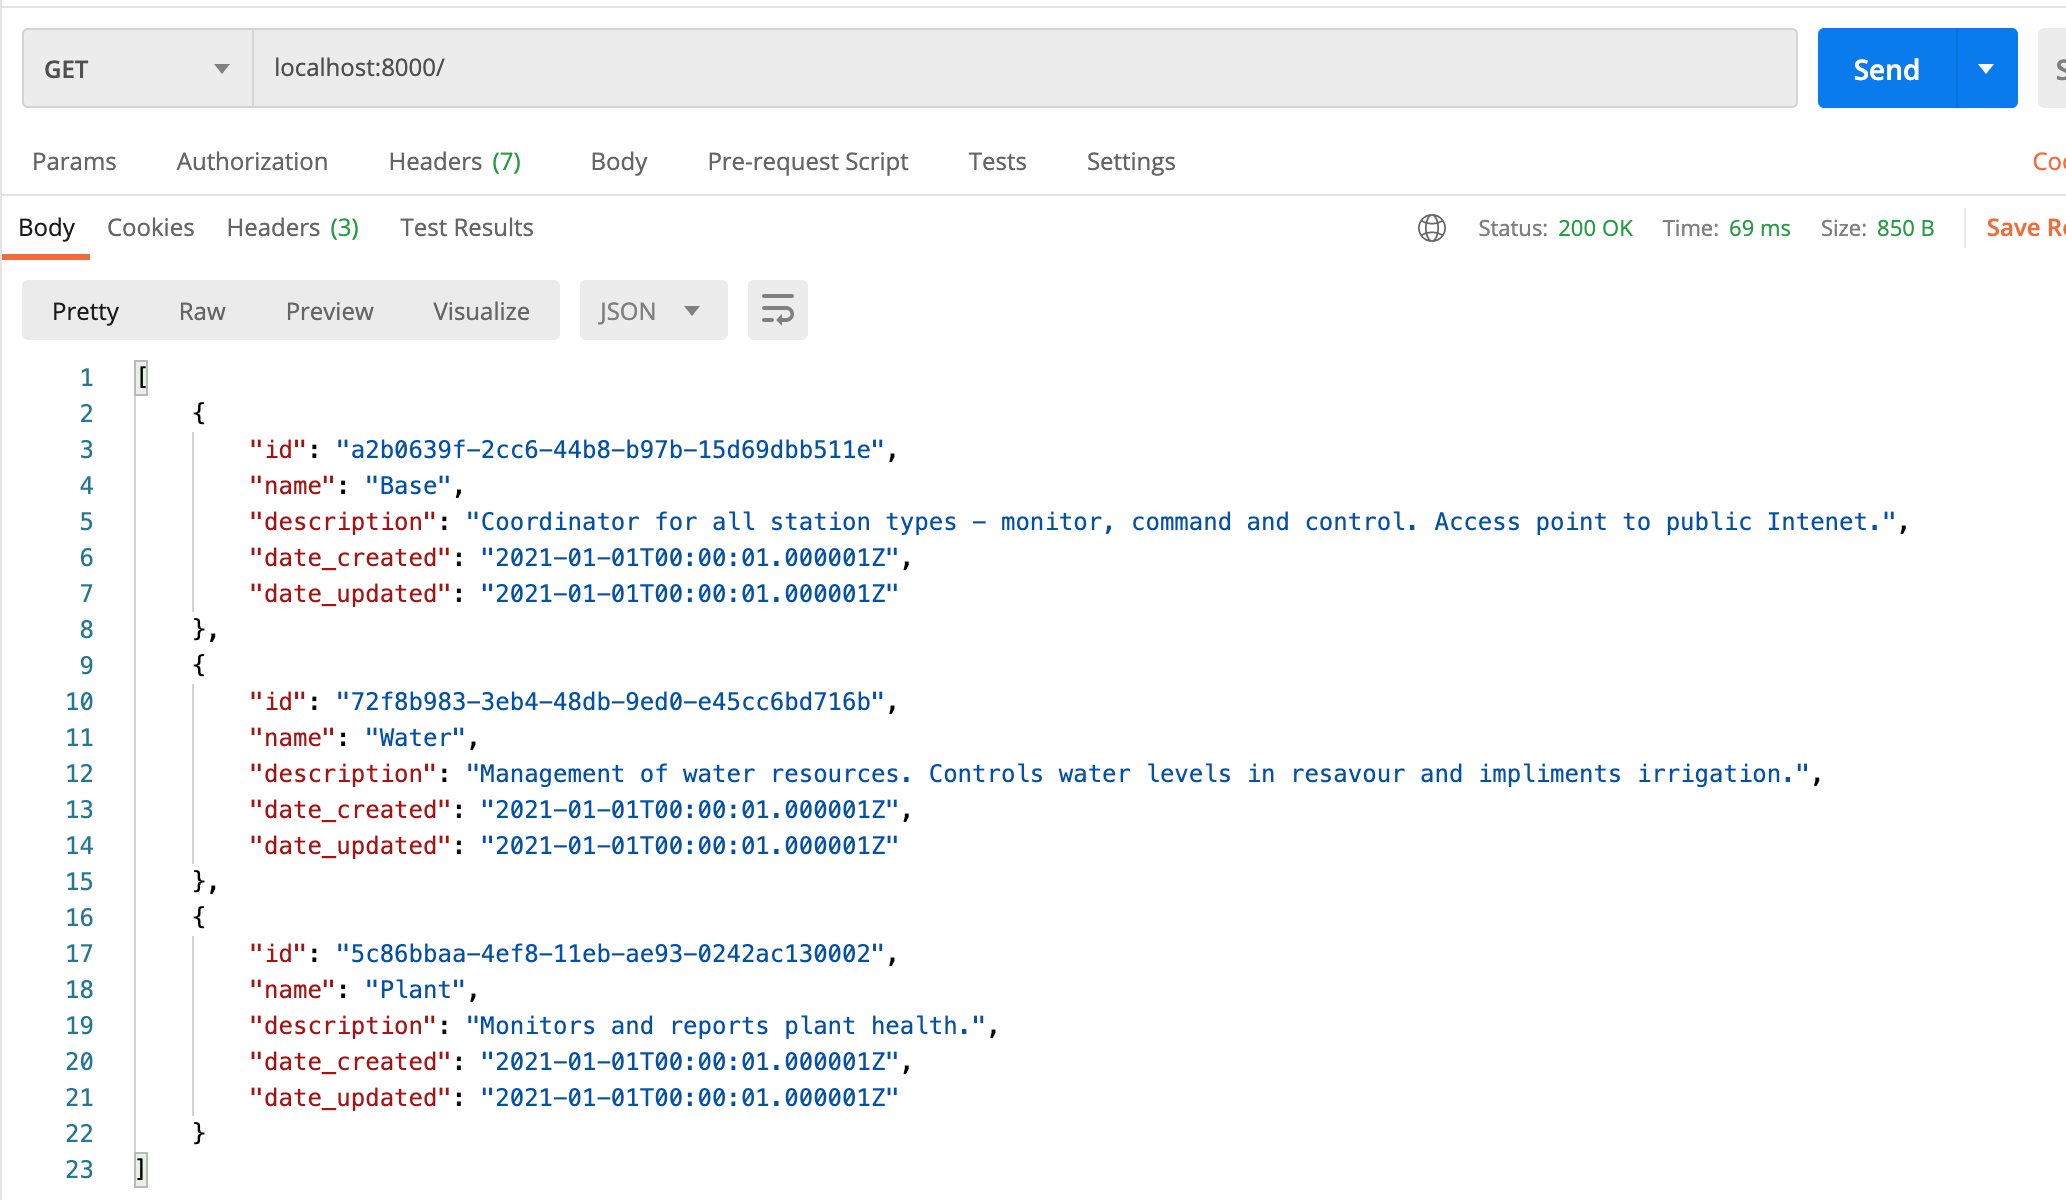 GET localhost:8000/ Send S
Params Authorization Headers (7) Body Pre-request Script Tests Settings Coo
Body Cookies Headers (3) Test Results Status: 200 OK Time: 69 ms Size: 850 B Save Re
Pretty Raw Preview Visualize JSON
1 [
2 {
3 "id": "a2b0639f-2cc6-44b8-b97b-15d69dbb511e",
4 "name": "Base",
5 "description": "Coordinator for all station types – monitor, command and control. Access point to public Intenet.",
6 "date_created": "2021-01-01T00:00:01.000001Z",
7 "date_updated": "2021-01-01T00:00:01.000001Z"
8 },
9 {
10 "id": "72f8b983-3eb4-48db-9ed0-e45cc6bd716b",
11 "name": "Water",
12 "description": "Management of water resources. Controls water levels in resavour and impliments irrigation.",
13 "date_created": "2021-01-01T00:00:01.000001Z",
14 "date_updated": "2021-01-01T00:00:01.000001Z"
15 },
16 {
17 "id": "5c86bbaa-4ef8-11eb-ae93-0242ac130002",
18 "name": "Plant",
19 "description": "Monitors and reports plant health.",
20 "date_created": "2021-01-01T00:00:01.000001Z",
21 "date_updated": "2021-01-01T00:00:01.000001Z"
22 }
23 ]